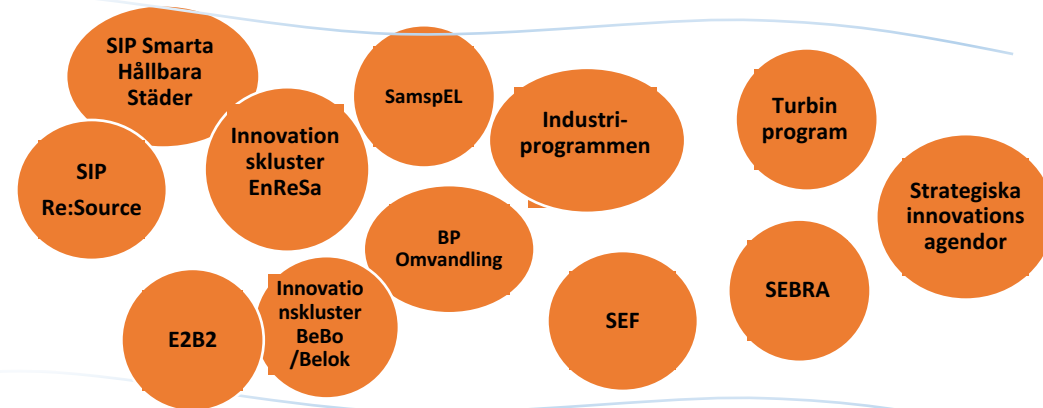 SIP Smarta
Hållbara
Städer
SamspEL
Industri-
programmen
Turbin
program
Innovation
skluster
EnReSa
SIP
Re:Source
Strategiska
innovations
agendor
BP
Omvandling
Innovatio
nskluster
BeBo
/Belok
E2B2
SEF
SEBRA